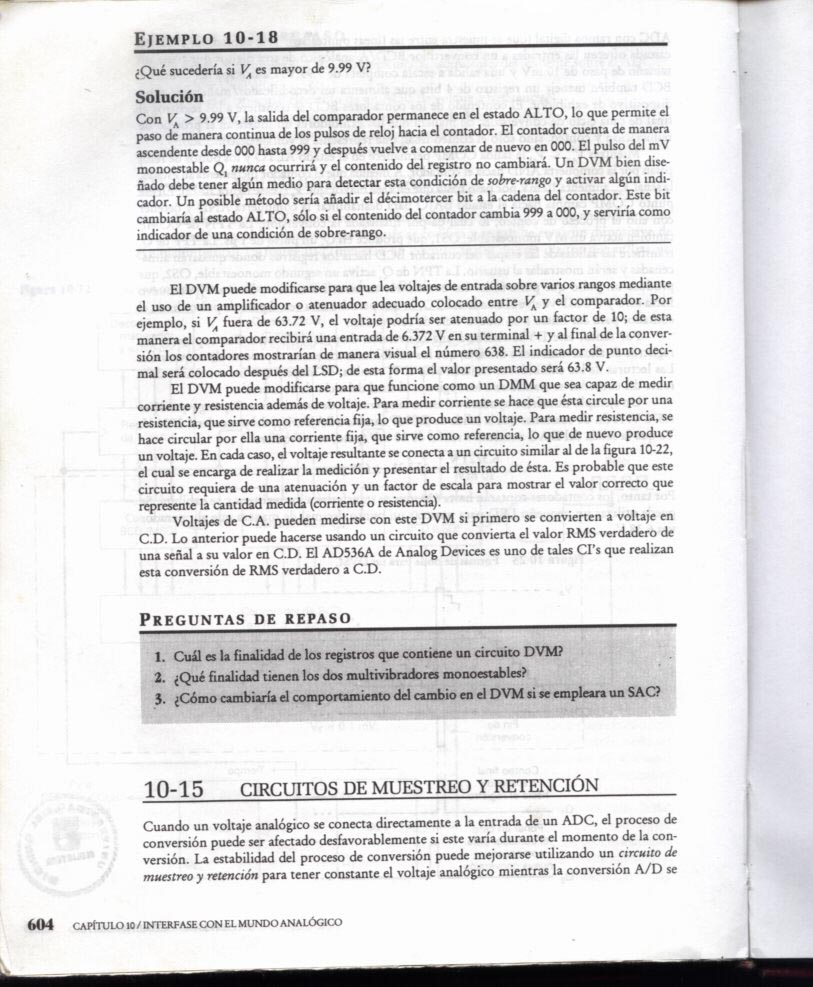 EJEMPLO 10-18
¿Qué sucedería si VA es mayor de 9.99 V?
Solución
Con VA > 9.99 V, la salida del comparador permanece en el estado ALTO, lo que permite el
paso de manera continua de los pulsos de reloj hacia el contador. El contador cuenta de manera
ascendente desde 000 hasta 999 y después vuelve a comenzar de nuevo en 000. El pulso del mV
monoestable Q1 nunca ocurrirá y el contenido del registro no cambiará. Un DVM bien dise-
ñado debe tener algún medio para detectar esta condición de sobre-rango y activar algún indi-
cador. Un posible método sería añadir el décimotercer bit a la cadena del contador. Este bit
cambiaría al estado ALTO, sólo si el contenido del contador cambia 999 a 000, y serviría como
indicador de una condición de sobre-rango.
El DVM puede modificarse para que lea voltajes de entrada sobre varios rangos mediante
el uso de un amplificador o atenuador adecuado colocado entre VA y el comparador. Por
ejemplo, si VA fuera de 63.72 V, el voltaje podría ser atenuado por un factor de 10; de esta
manera el comparador recibirá una entrada de 6.372 V en su terminal + y al final de la conver-
sión los contadores mostrarían de manera visual el número 638. El indicador de punto deci-
mal será colocado después del LSD; de esta forma el valor presentado será 63.8 V.
El DVM puede modificarse para que funcione como un DMM que sea capaz de medir
corriente y resistencia además de voltaje. Para medir corriente se hace que ésta circule por una
resistencia, que sirve como referencia fija, lo que produce un voltaje. Para medir resistencia, se
hace circular por ella una corriente fija, que sirve como referencia, lo que de nuevo produce
un voltaje. En cada caso, el voltaje resultante se conecta a un circuito similar al de la figura 10-22,
el cual se encarga de realizar la medición y presentar el resultado de ésta. Es probable que este
circuito requiera de una atenuación y un factor de escala para mostrar el valor correcto que
represente la cantidad medida (corriente o resistencia).
Voltajes de C.A. pueden medirse con este DVM si primero se convierten a voltaje en
C.D. Lo anterior puede hacerse usando un circuito que convierta el valor RMS verdadero de
una señal a su valor en C.D. El AD536A de Analog Devices es uno de tales CI's que realizan
esta conversión de RMS verdadero a C.D.
PREGUNTAS DE REPASO
1. Cuál es la finalidad de los registros que contiene un circuito DVM?
2. ¿Qué finalidad tienen los dos multivibradores monoestables?
3. ¿Cómo cambiaría el comportamiento del cambio en el DVM si se empleara un SAC?
10-15 CIRCUITOS DE MUESTREO Y RETENCIÓN
Cuando un voltaje analógico se conecta directamente a la entrada de un ADC, el proceso de
conversión puede ser afectado desfavorablemente si este varía durante el momento de la con-
versión. La estabilidad del proceso de conversión puede mejorarse utilizando un circuito de
muestreo y retención para tener constante el voltaje analógico mientras la conversión A/D se
604 CAPÍTULO 10 / INTERFASE CON EL MUNDO ANALÓGICO